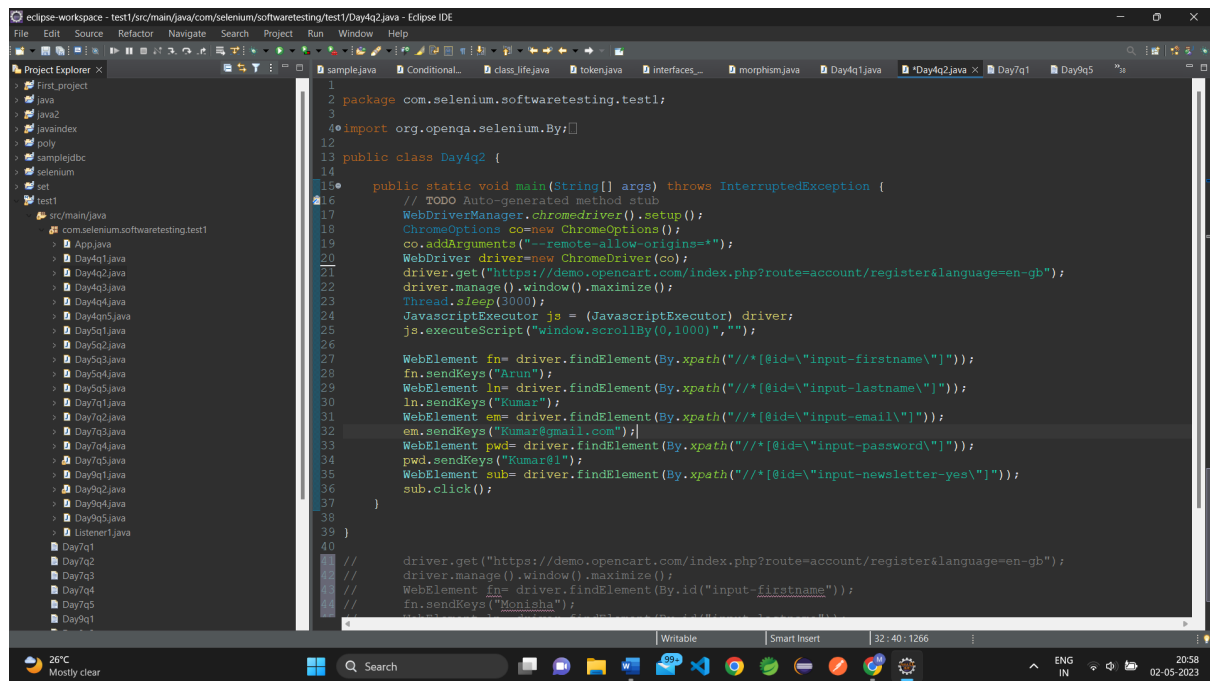 eclipse-workspace - test1/src/main/java/com/selenium/softwaretesting/test1/Day4q2.java - Eclipse IDE
File Edit Source Refactor Navigate Search Project Run Window Help
Project Explorer
sample.java Conditional... class_life.java token.java interfaces_... morphism.java Day4q1.java *Day4q2.java Day7q1 Day9q5 »
First_project
java
java2
javaindex
poly
samplejdbc
selenium
set
test1
src/main/java
com.selenium.softwaretesting.test1
App.java
Day4q1.java
Day4q2.java
Day4q3.java
Day4q4.java
Day4qn5.java
Day5q1.java
Day5q2.java
Day5q3.java
Day5q4.java
Day5q5.java
Day7q1.java
Day7q2.java
Day7q3.java
Day7q4.java
Day7q5.java
Day9q1.java
Day9q2.java
Day9q4.java
Day9q5.java
Listener1.java
Day7q1
Day7q2
Day7q3
Day7q4
Day7q5
Day9q1
1
2 package com.selenium.softwaretesting.test1;
3
4 import org.openqa.selenium.By;
12
13 public class Day4q2 {
14
15 public static void main(String[] args) throws InterruptedException {
16 // TODO Auto-generated method stub
17 WebDriverManager.chromedriver().setup();
18 ChromeOptions co=new ChromeOptions();
19 co.addArguments("--remote-allow-origins=*");
20 WebDriver driver=new ChromeDriver(co);
21 driver.get("https://demo.opencart.com/index.php?route=account/register&language=en-gb");
22 driver.manage().window().maximize();
23 Thread.sleep(3000);
24 JavascriptExecutor js = (JavascriptExecutor) driver;
25 js.executeScript("window.scrollBy(0,1000)","");
26
27 WebElement fn= driver.findElement(By.xpath("//*[@id=\"input-firstname\"]"));
28 fn.sendKeys("Arun");
29 WebElement ln= driver.findElement(By.xpath("//*[@id=\"input-lastname\"]"));
30 ln.sendKeys("Kumar");
31 WebElement em= driver.findElement(By.xpath("//*[@id=\"input-email\"]"));
32 em.sendKeys("Kumar@gmail.com");
33 WebElement pwd= driver.findElement(By.xpath("//*[@id=\"input-password\"]"));
34 pwd.sendKeys("Kumar@1");
35 WebElement sub= driver.findElement(By.xpath("//*[@id=\"input-newsletter-yes\"]"));
36 sub.click();
37 }
38
39 }
40
41 // driver.get("https://demo.opencart.com/index.php?route=account/register&language=en-gb");
42 // driver.manage().window().maximize();
43 // WebElement fn= driver.findElement(By.id("input-firstname"));
44 // fn.sendKeys("Monisha");
Writable Smart Insert 32 : 40 : 1266
26°C
Mostly clear
Search
99+
ENG
IN
20:58
02-05-2023